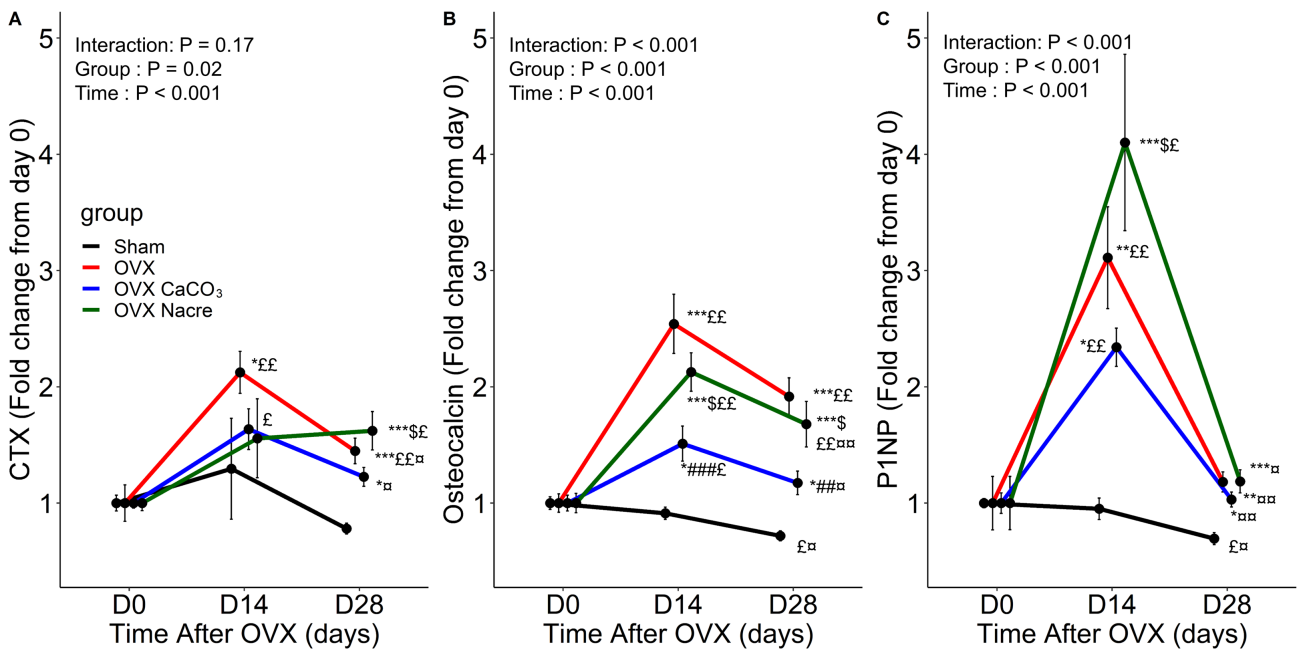 A
Interaction: P = 0.17
Group : P = 0.02
Time : P < 0.001
CTX (Fold change from day 0)
5
4
3
2
1
group
Sham
OVX
OVX CaCO₃
OVX Nacre
*££
£
***$£
***££¤
*¤
D0 D14 D28
Time After OVX (days)
B
Interaction: P < 0.001
Group : P < 0.001
Time : P < 0.001
Osteocalcin (Fold change from day 0)
5
4
3
2
1
***££
***$££
*###£
***££
***$
££¤¤
*##¤
£¤
D0 D14 D28
Time After OVX (days)
C
Interaction: P < 0.001
Group : P < 0.001
Time : P < 0.001
P1NP (Fold change from day 0)
5
4
3
2
1
***$£
**££
*££
***¤
**¤¤
*¤¤
£¤
D0 D14 D28
Time After OVX (days)